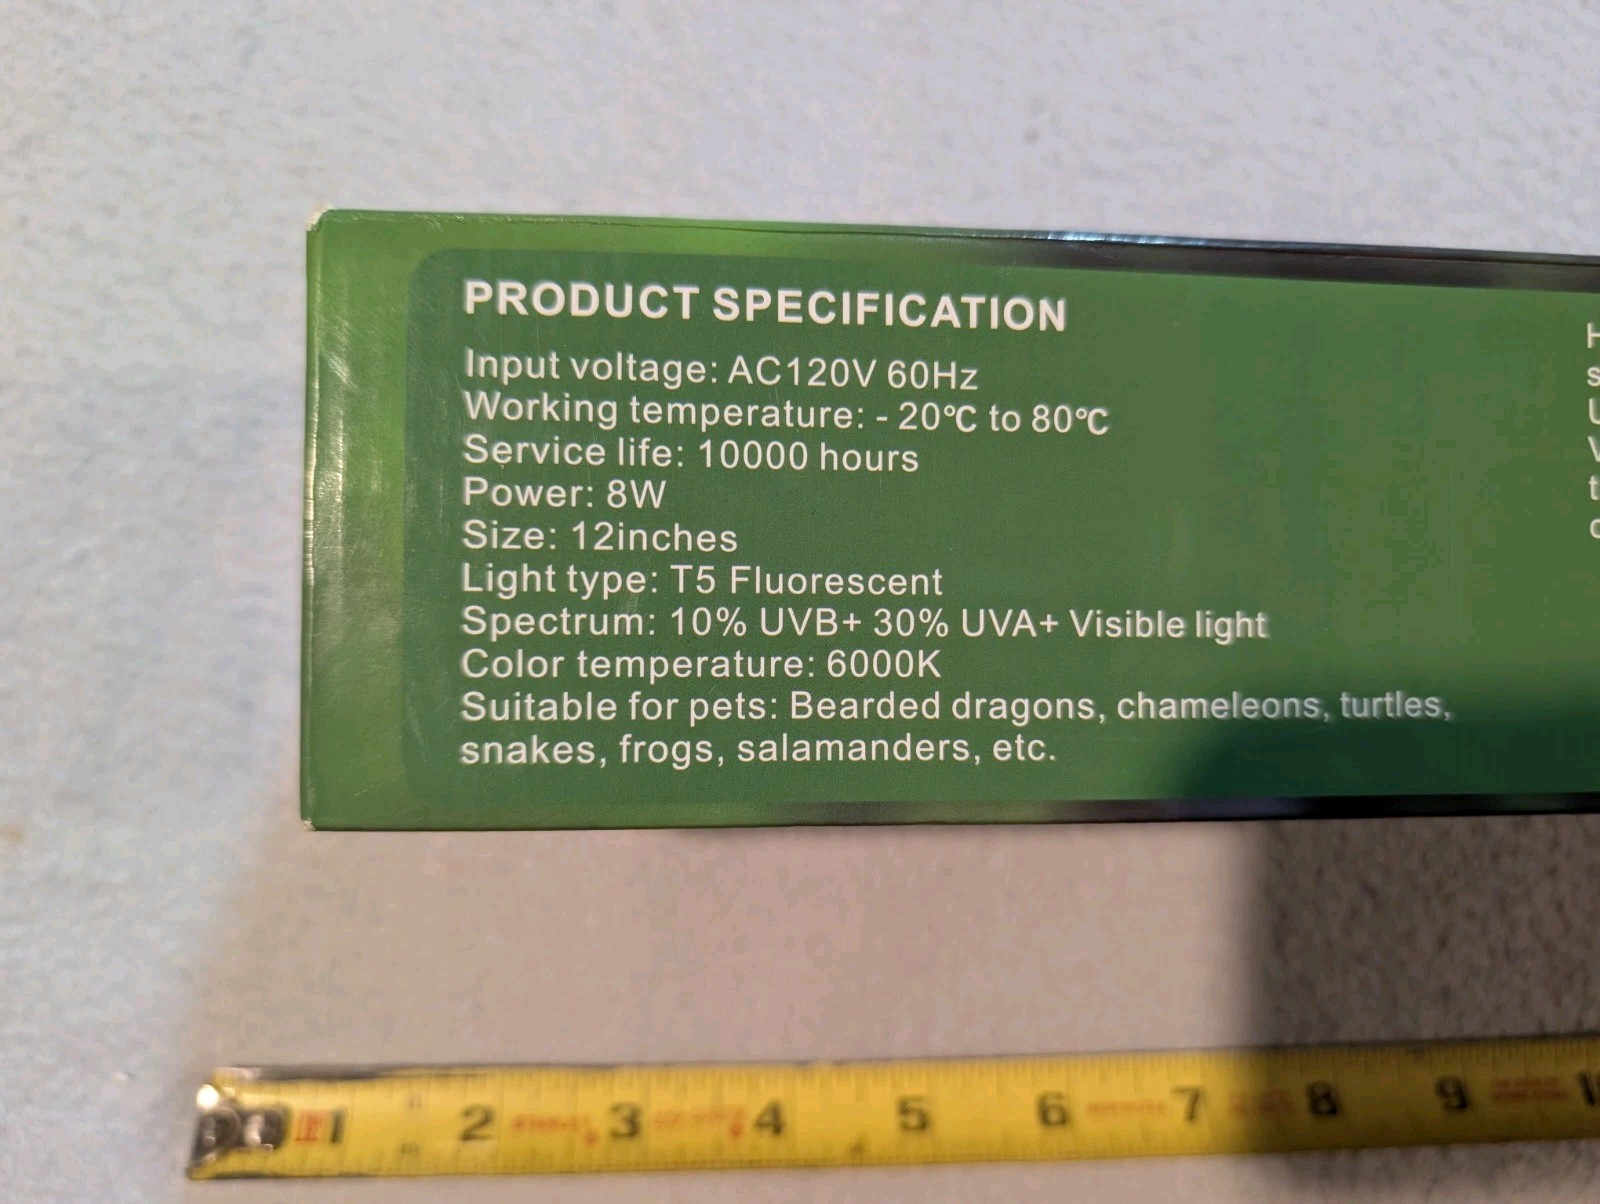 PRODUCT SPECIFICATION
Input voltage: AC120V 60Hz
Working temperature: - 20℃ to 80℃
Service life: 10000 hours
Power: 8W
Size: 12inches
Light type: T5 Fluorescent
Spectrum: 10% UVB+ 30% UVA+ Visible light
Color temperature: 6000K
Suitable for pets: Bearded dragons, chameleons, turtles,
snakes, frogs, salamanders, etc.
1 2 3 4 5 6 7 8 9